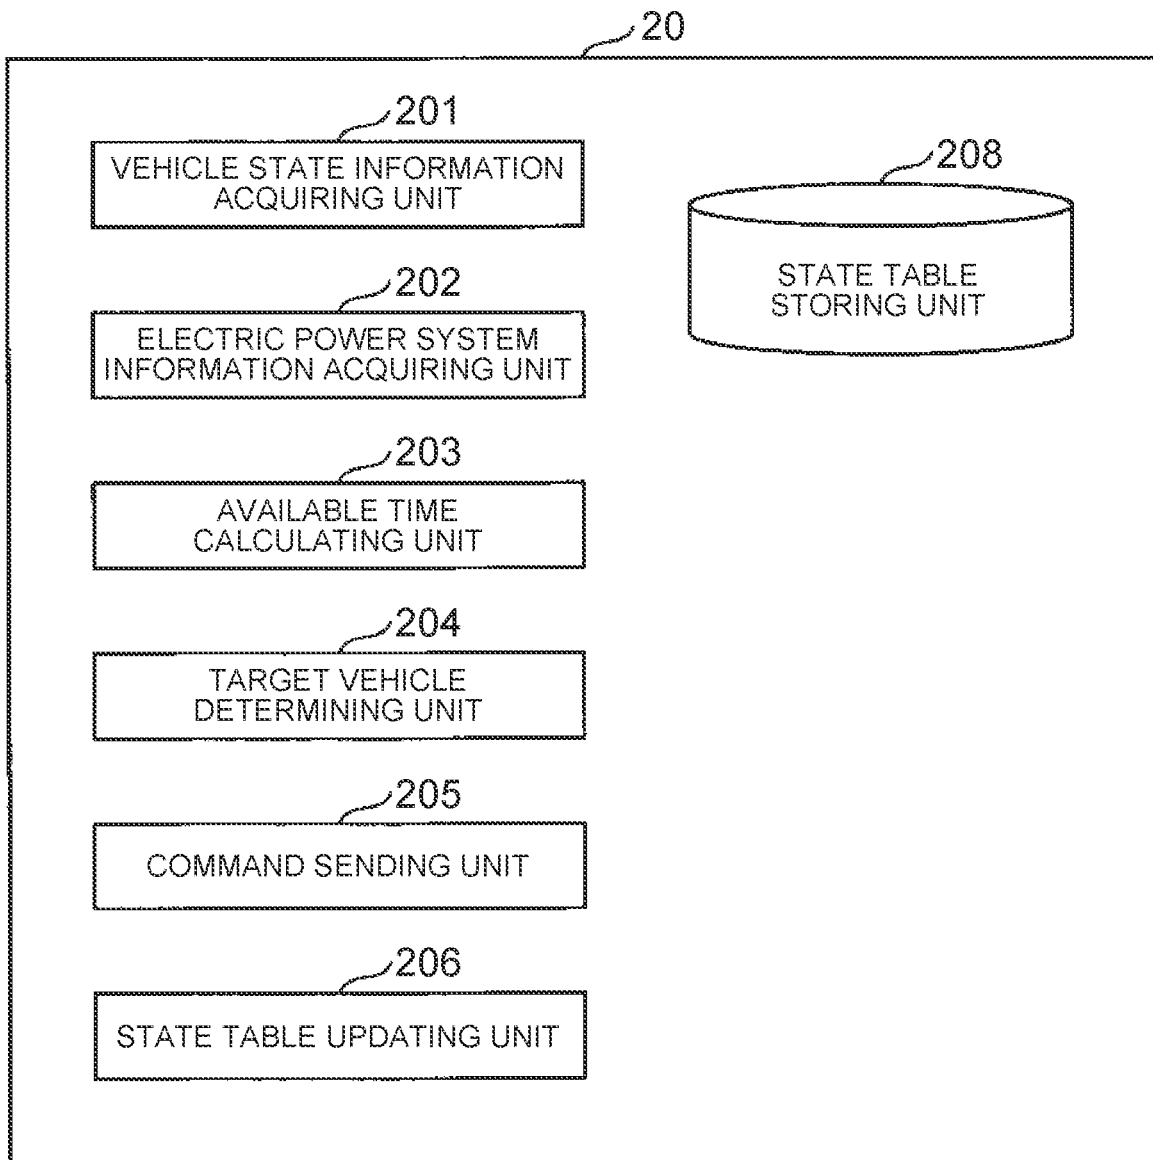 20
201
VEHICLE STATE INFORMATION
ACQUIRING UNIT
202
ELECTRIC POWER SYSTEM
INFORMATION ACQUIRING UNIT
203
AVAILABLE TIME
CALCULATING UNIT
204
TARGET VEHICLE
DETERMINING UNIT
205
COMMAND SENDING UNIT
206
STATE TABLE UPDATING UNIT
208
STATE TABLE
STORING UNIT